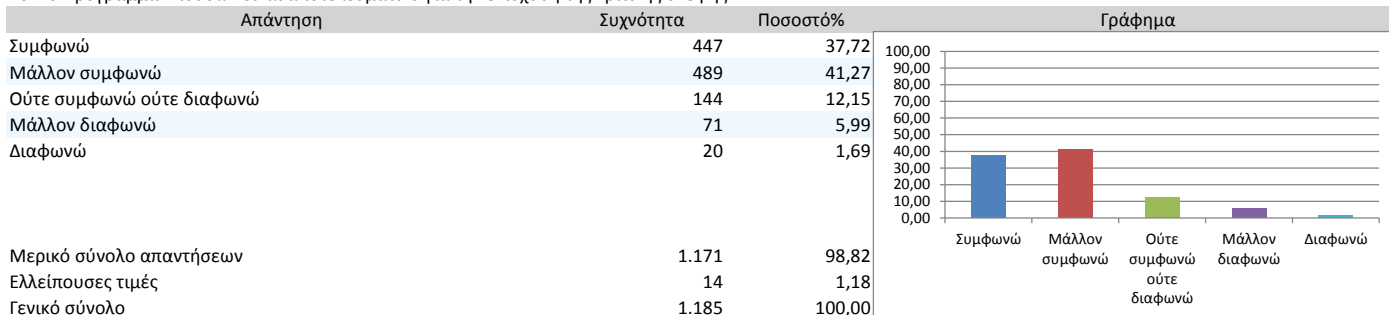 Απάντηση Συχνότητα Ποσοστό% Γράφημα
Συμφωνώ 447 37,72
Μάλλον συμφωνώ 489 41,27
Ούτε συμφωνώ ούτε διαφωνώ 144 12,15
Μάλλον διαφωνώ 71 5,99
Διαφωνώ 20 1,69
Μερικό σύνολο απαντήσεων 1.171 98,82
Ελλείπουσες τιμές 14 1,18
Γενικό σύνολο 1.185 100,00
100,00
90,00
80,00
70,00
60,00
50,00
40,00
30,00
20,00
10,00
0,00
Συμφωνώ Μάλλον Ούτε Μάλλον Διαφωνώ
συμφωνώ συμφωνώ διαφωνώ
ούτε
διαφωνώ